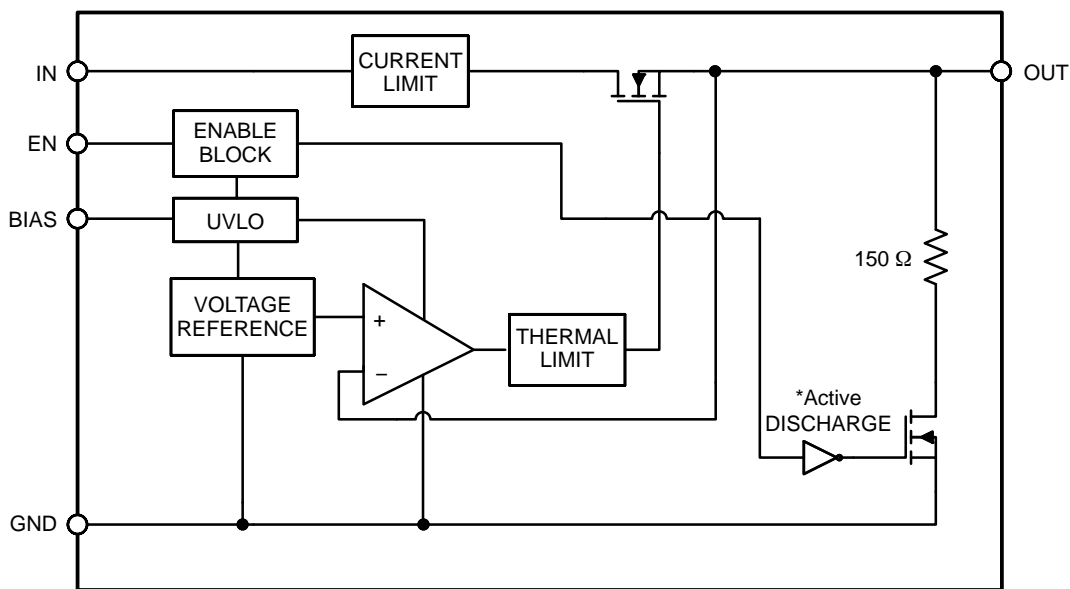 CURRENT
LIMIT
IN
OUT
ENABLE
BLOCK
EN
UVLO
BIAS
150 Ω
VOLTAGE
REFERENCE
+
−
THERMAL
LIMIT
*Active
DISCHARGE
GND